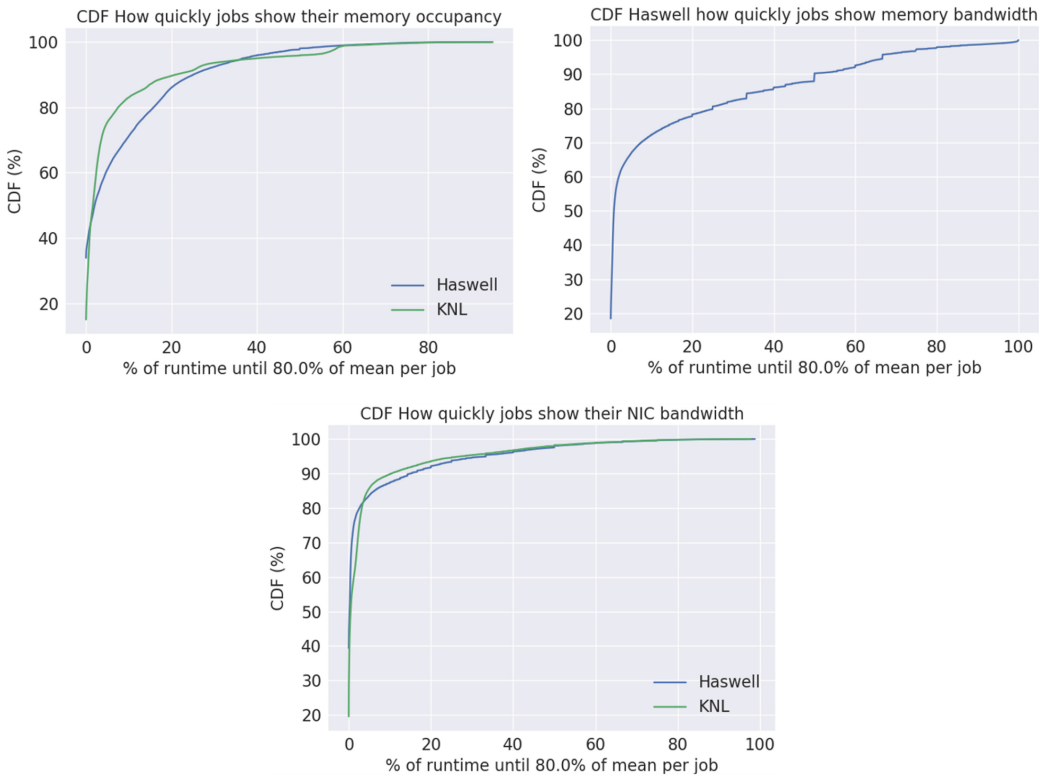 CDF How quickly jobs show their memory occupancy
100
80
60
40
20
CDF (%)
Haswell
KNL
0 20 40 60 80
% of runtime until 80.0% of mean per job
CDF Haswell how quickly jobs show memory bandwidth
100
90
80
70
60
50
40
30
20
CDF (%)
0 20 40 60 80 100
% of runtime until 80.0% of mean per job
CDF How quickly jobs show their NIC bandwidth
100
90
80
70
60
50
40
30
20
CDF (%)
Haswell
KNL
0 20 40 60 80 100
% of runtime until 80.0% of mean per job